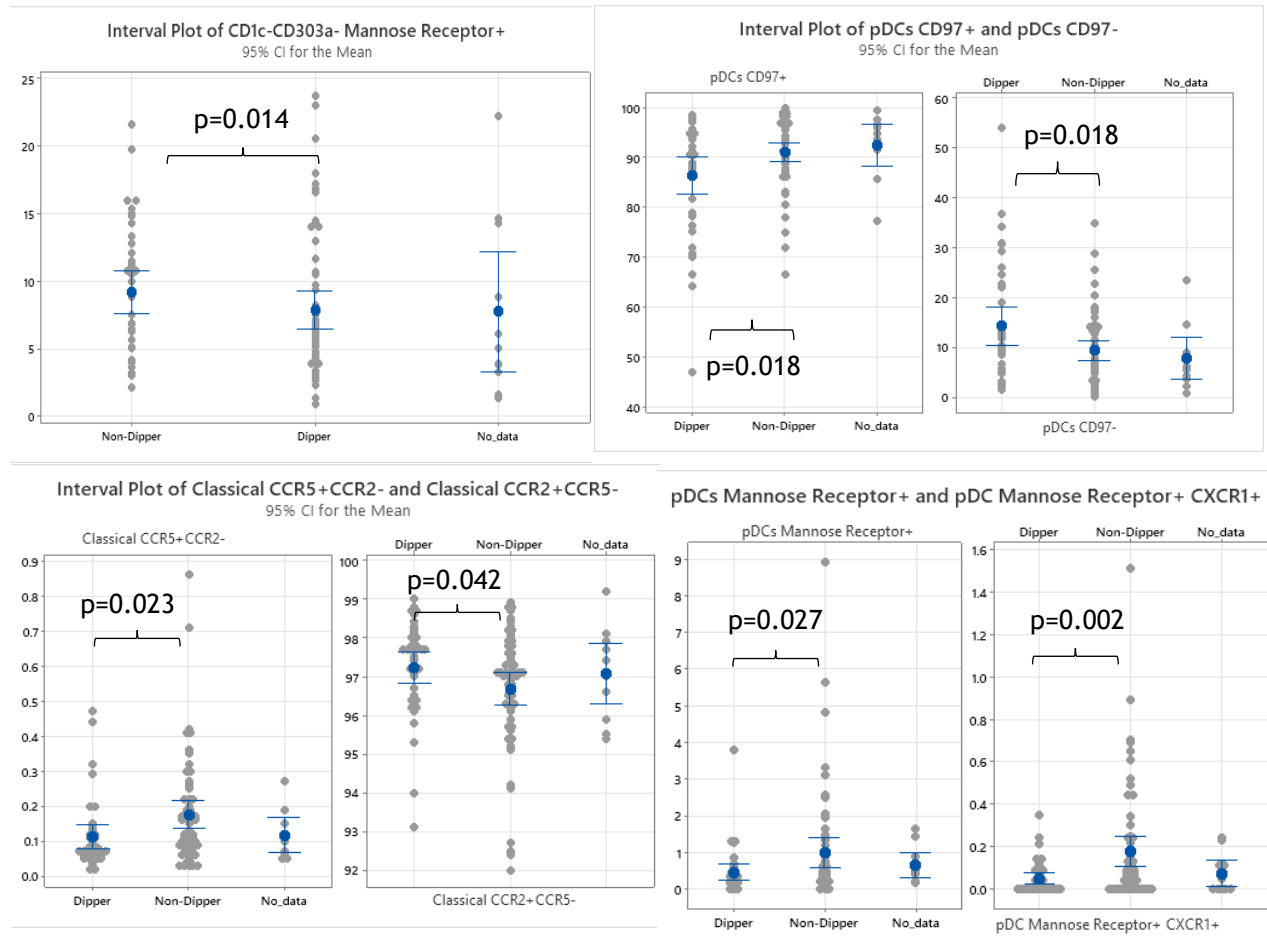 Interval Plot of CD1c-CD303a- Mannose Receptor+
95% CI for the Mean
25
20
15
10
5
0
p=0.014
Non-Dipper
Dipper
No_data
Interval Plot of pDCs CD97+ and pDCs CD97-
95% CI for the Mean
pDCs CD97+
100
90
80
70
60
50
40
p=0.018
Dipper
Non-Dipper
No_data
Dipper
Non-Dipper
No_data
60
50
40
30
20
10
0
p=0.018
pDCs CD97-
Interval Plot of Classical CCR5+CCR2- and Classical CCR2+CCR5-
95% CI for the Mean
Classical CCR5+CCR2-
0.9
0.8
0.7
0.6
0.5
0.4
0.3
0.2
0.1
0.0
p=0.023
Dipper
Non-Dipper
No_data
Dipper
Non-Dipper
No_data
100
99
98
97
96
95
94
93
92
p=0.042
Classical CCR2+CCR5-
pDCs Mannose Receptor+ and pDC Mannose Receptor+ CXCR1+
pDCs Mannose Receptor+
9
8
7
6
5
4
3
2
1
0
p=0.027
Dipper
Non-Dipper
No_data
Dipper
Non-Dipper
No_data
1.6
1.4
1.2
1.0
0.8
0.6
0.4
0.2
0.0
p=0.002
pDC Mannose Receptor+ CXCR1+